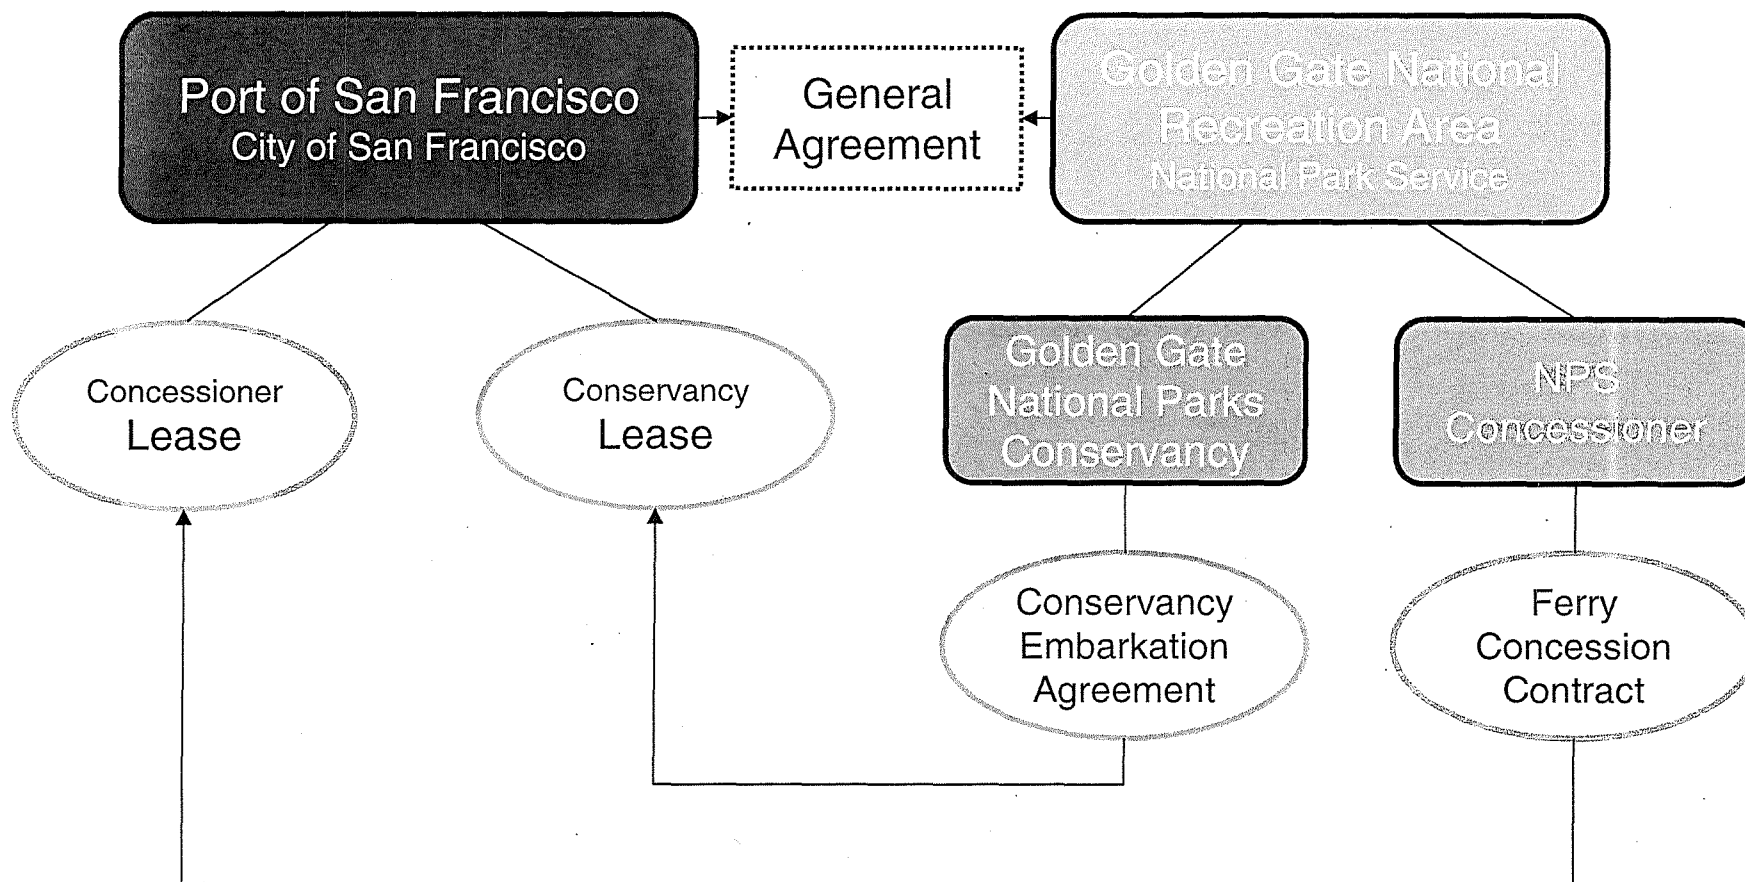 Port of San Francisco
City of San Francisco
General
Agreement
Golden Gate National
Recreation Area
National Park Service
Concessioner
Lease
Conservancy
Lease
Golden Gate
National Parks
Conservancy
NPS
Concessioner
Conservancy
Embarkation
Agreement
Ferry
Concession
Contract